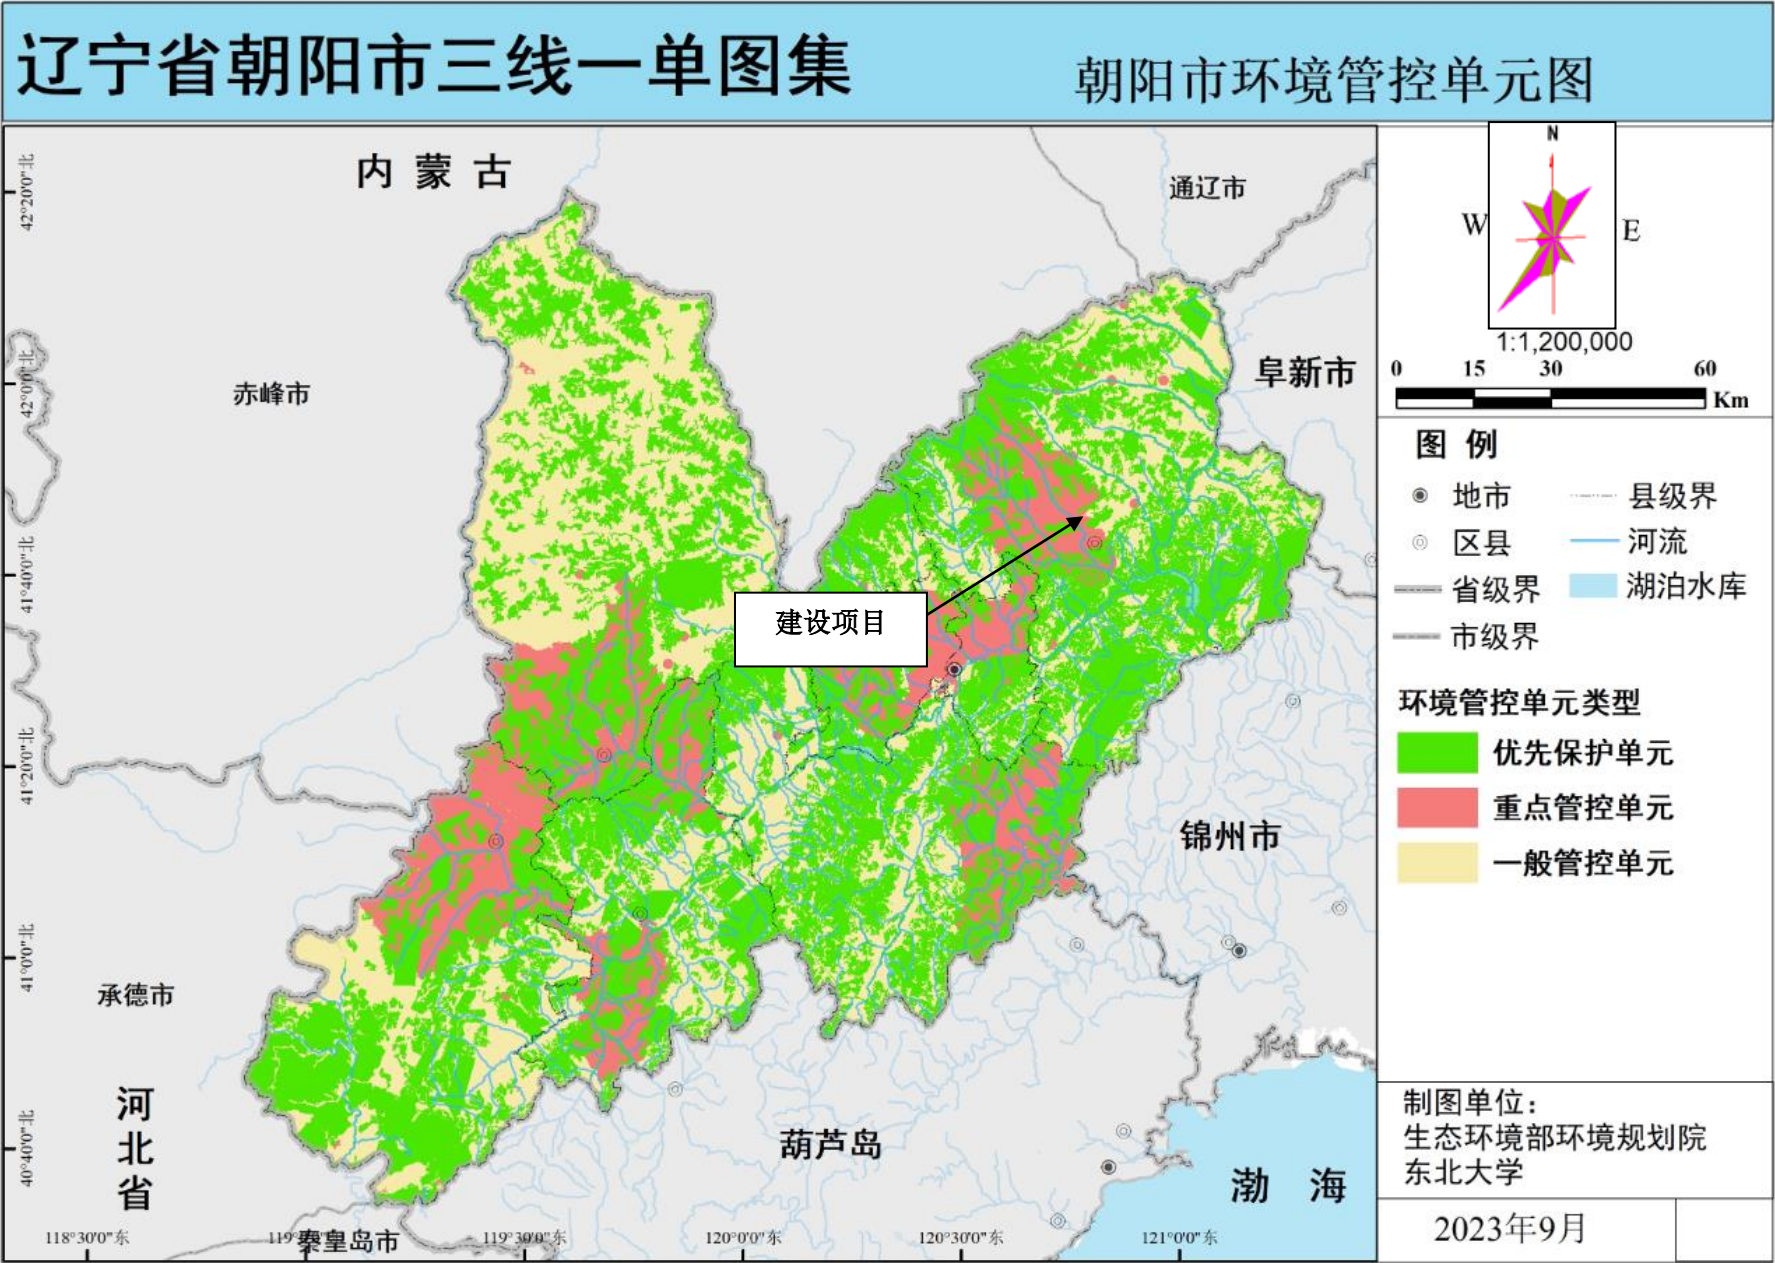 辽宁省朝阳市三线一单图集
朝阳市环境管控单元图
内 蒙 古
通辽市
赤峰市
阜新市
建设项目
锦州市
承德市
河
北
省
葫芦岛
渤 海
秦皇岛市
42°20'0"北
42°0'0"北
41°40'0"北
41°20'0"北
41°0'0"北
40°40'0"北
118°30'0"东
119°
119°30'0"东
120°0'0"东
120°30'0"东
121°0'0"东
N
W
E
1:1,200,000
0 15 30 60
Km
图 例
地市 县级界
区县 河流
省级界 湖泊水库
市级界
环境管控单元类型
优先保护单元
重点管控单元
一般管控单元
制图单位：
生态环境部环境规划院
东北大学
2023年9月